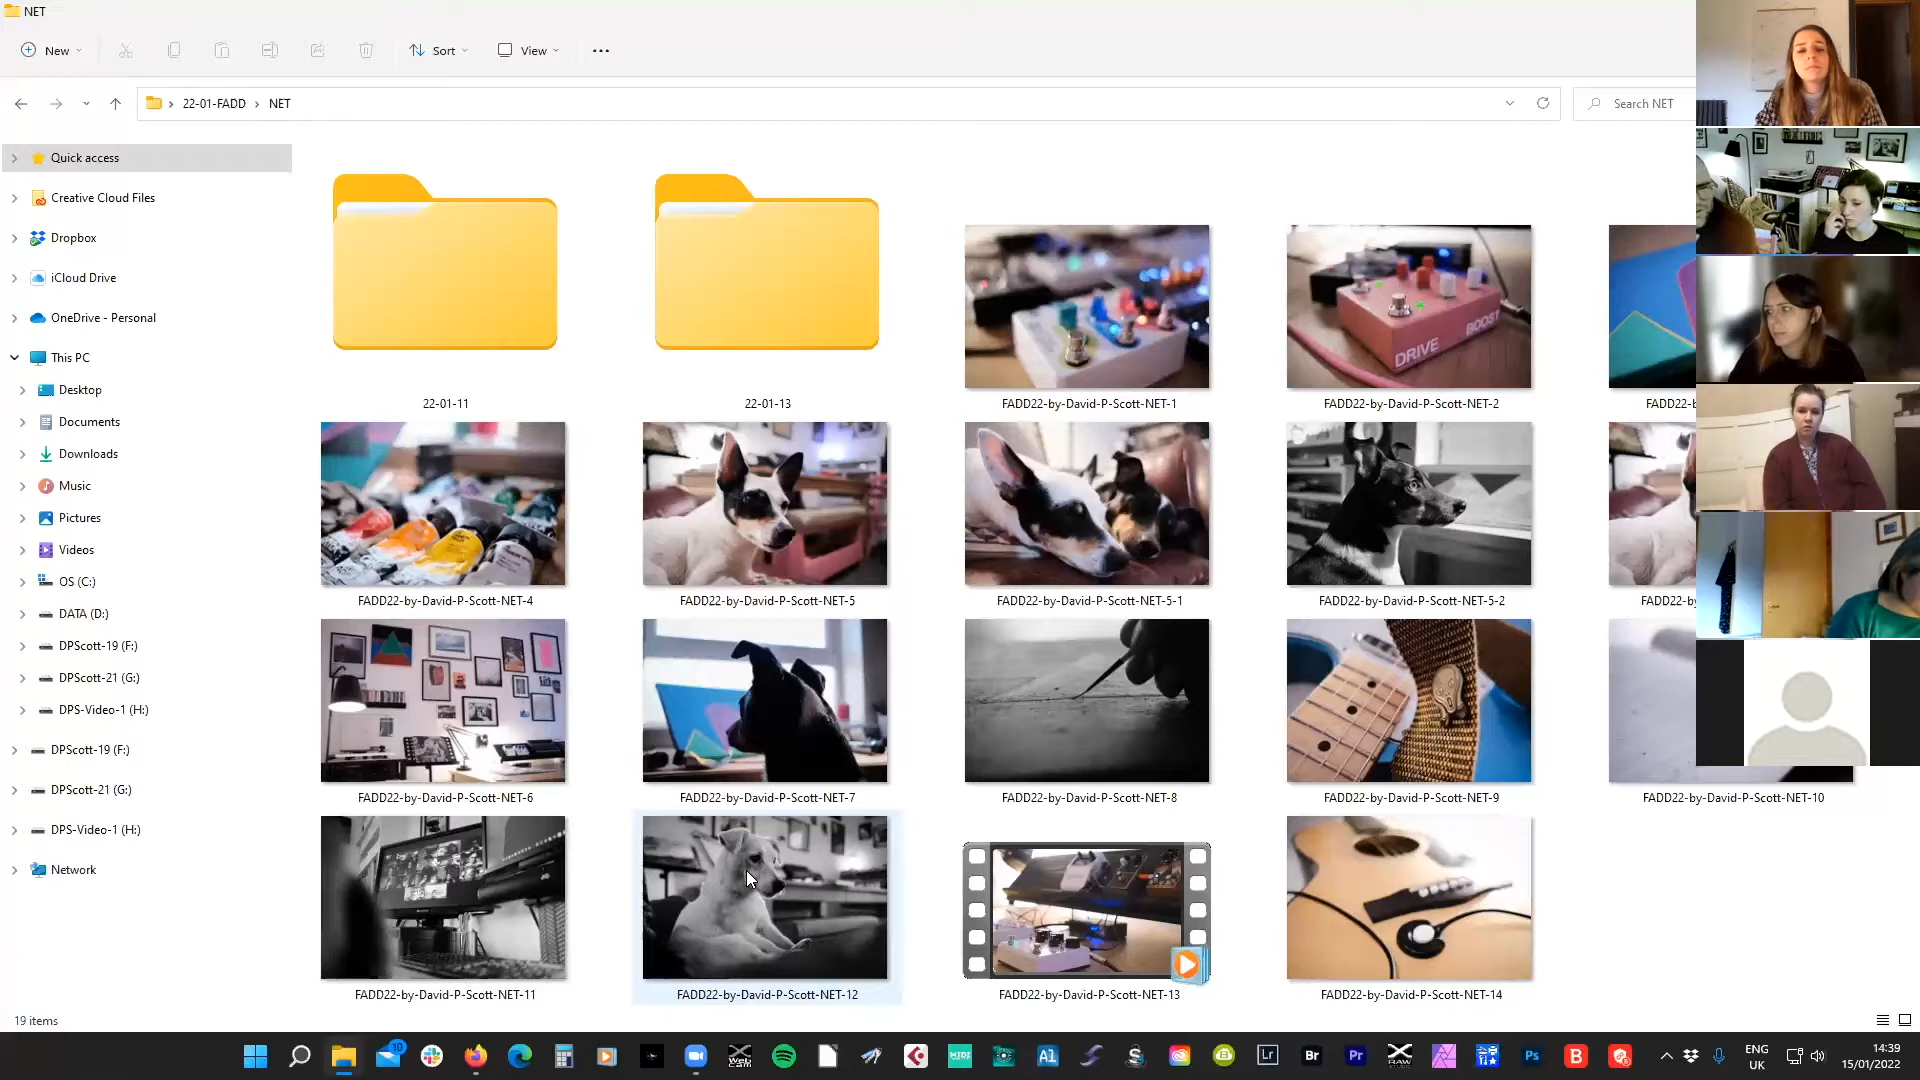 NET
New
Sort
View
22-01-FADD
NET
Search NET
Quick access
Creative Cloud Files
Dropbox
iCloud Drive
OneDrive - Personal
This PC
Desktop
Documents
Downloads
Music
Pictures
Videos
OS (C:)
DATA (D:)
DPScott-19 (F:)
DPScott-21 (G:)
DPS-Video-1 (H:)
DPScott-19 (F:)
DPScott-21 (G:)
DPS-Video-1 (H:)
Network
DRIVE
BOOST
22-01-11
22-01-13
FADD22-by-David-P-Scott-NET-1
FADD22-by-David-P-Scott-NET-2
FADD22-b
FADD22-by-David-P-Scott-NET-4
FADD22-by-David-P-Scott-NET-5
FADD22-by-David-P-Scott-NET-5-1
FADD22-by-David-P-Scott-NET-5-2
FADD22-by-David-P-Scott-NET-6
FADD22-by-David-P-Scott-NET-7
FADD22-by-David-P-Scott-NET-8
FADD22-by-David-P-Scott-NET-9
FADD22-by-David-P-Scott-NET-10
FADD22-by-David-P-Scott-NET-11
FADD22-by-David-P-Scott-NET-12
FADD22-by-David-P-Scott-NET-13
FADD22-by-David-P-Scott-NET-14
19 items
10
Lr
Br
Pr
Ps
B
ENG
UK
14:39
15/01/2022